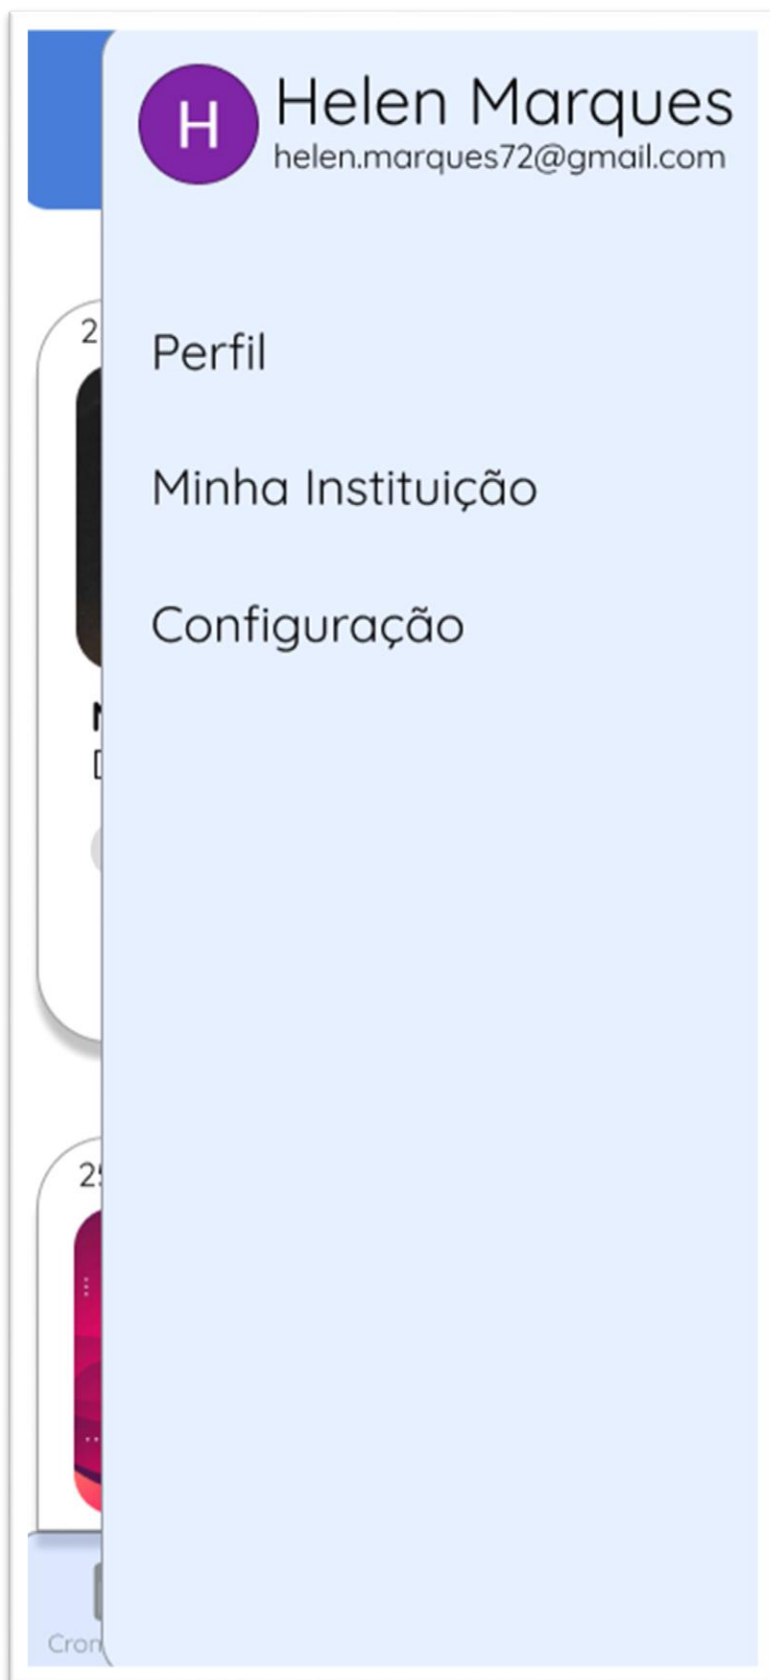 H
Helen Marques
helen.marques72@gmail.com
Perfil
Minha Instituição
Configuração